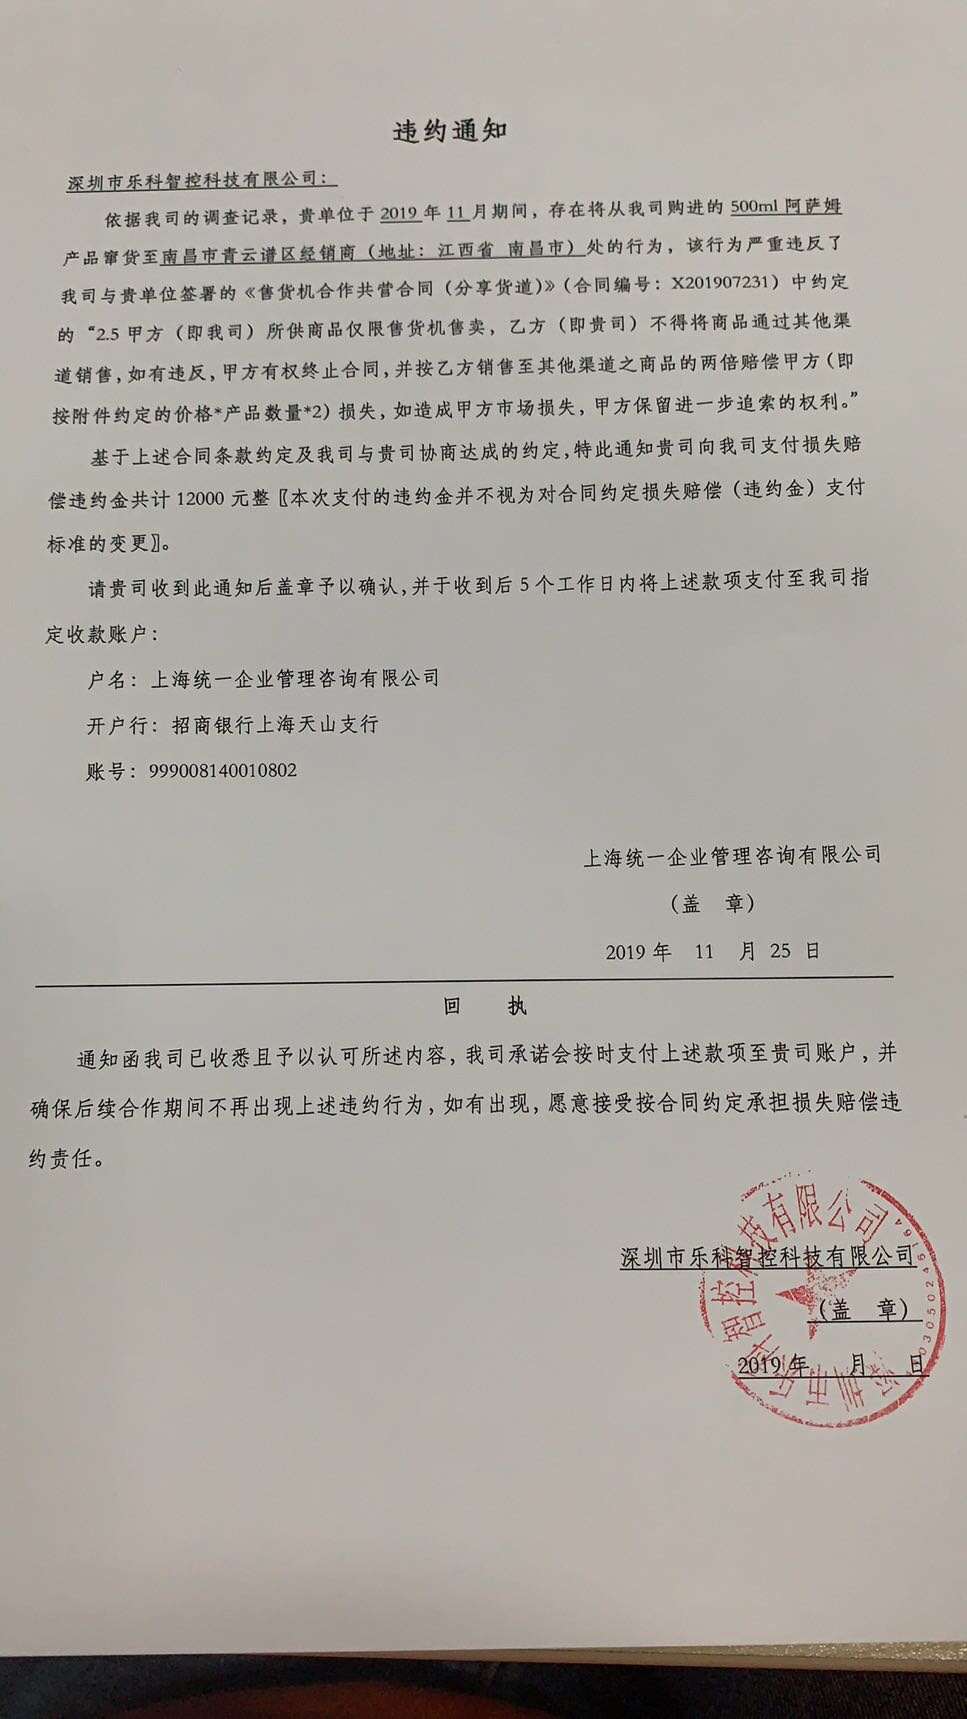 违约通知
深圳市乐科智控科技有限公司：
依据我司的调查记录，贵单位于 2019 年 11 月期间，存在将从我司购进的 500ml 阿萨姆
产品窜货至南昌市青云谱区经销商（地址：江西省 南昌市）处的行为，该行为严重违反了
我司与贵单位签署的《售货机合作共营合同（分享货道）》（合同编号：X201907231）中约定
的“2.5 甲方（即我司）所供商品仅限售货机售卖，乙方（即贵司）不得将商品通过其他渠
道销售，如有违反，甲方有权终止合同，并按乙方销售至其他渠道之商品的两倍赔偿甲方（即
按附件约定的价格*产品数量*2）损失，如造成甲方市场损失，甲方保留进一步追索的权利。”
基于上述合同条款约定及我司与贵司协商达成的约定，特此通知贵司向我司支付损失赔
偿违约金共计 12000 元整〖本次支付的违约金并不视为对合同约定损失赔偿（违约金）支付
标准的变更〗。
请贵司收到此通知后盖章予以确认，并于收到后 5 个工作日内将上述款项支付至我司指
定收款账户：
户名：上海统一企业管理咨询有限公司
开户行：招商银行上海天山支行
账号：999008140010802
上海统一企业管理咨询有限公司
（盖 章）
2019 年 11 月 25 日
回 执
通知函我司已收悉且予以认可所述内容，我司承诺会按时支付上述款项至贵司账户，并
确保后续合作期间不再出现上述违约行为，如有出现，愿意接受按合同约定承担损失赔偿违
约责任。
深圳市乐科智控科技有限公司
（盖 章）
2019 年 月 日
深圳市乐科智控科技有限公司